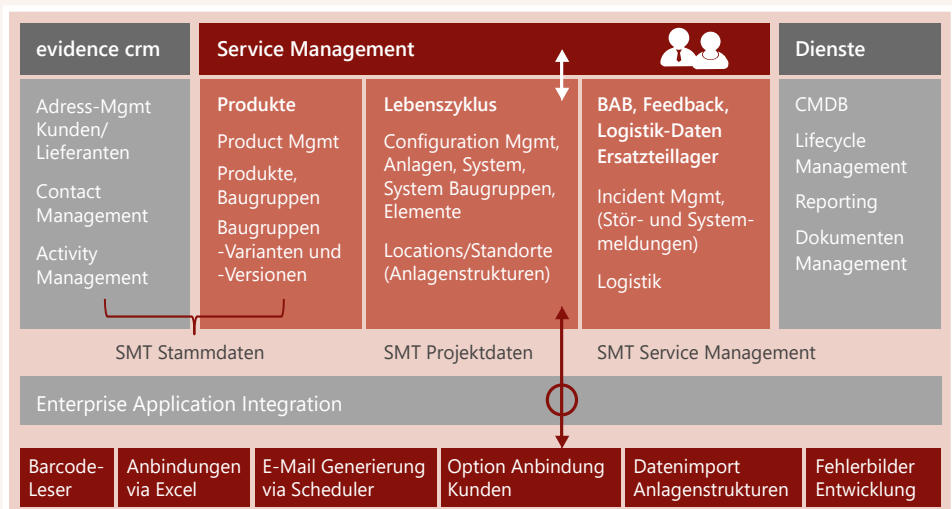 evidence crm
Service Management
Dienste
Adress-Mgmt
Kunden/
Lieferanten
Contact
Management
Activity
Management
Produkte
Product Mgmt
Produkte,
Baugruppen
Baugruppen
-Varianten und
-Versionen
Lebenszyklus
Configuration Mgmt,
Anlagen, System,
System Baugruppen,
Elemente
Locations/Standorte
(Anlagenstrukturen)
BAB, Feedback,
Logistik-Daten
Ersatzteillager
Incident Mgmt,
(Stör- und System-
meldungen)
Logistik
CMDB
Lifecycle
Management
Reporting
Dokumenten
Management
SMT Stammdaten
SMT Projektdaten
SMT Service Management
Enterprise Application Integration
Barcode-
Leser
Anbindungen
via Excel
E-Mail Generierung
via Scheduler
Option Anbindung
Kunden
Datenimport
Anlagenstrukturen
Fehlerbilder
Entwicklung